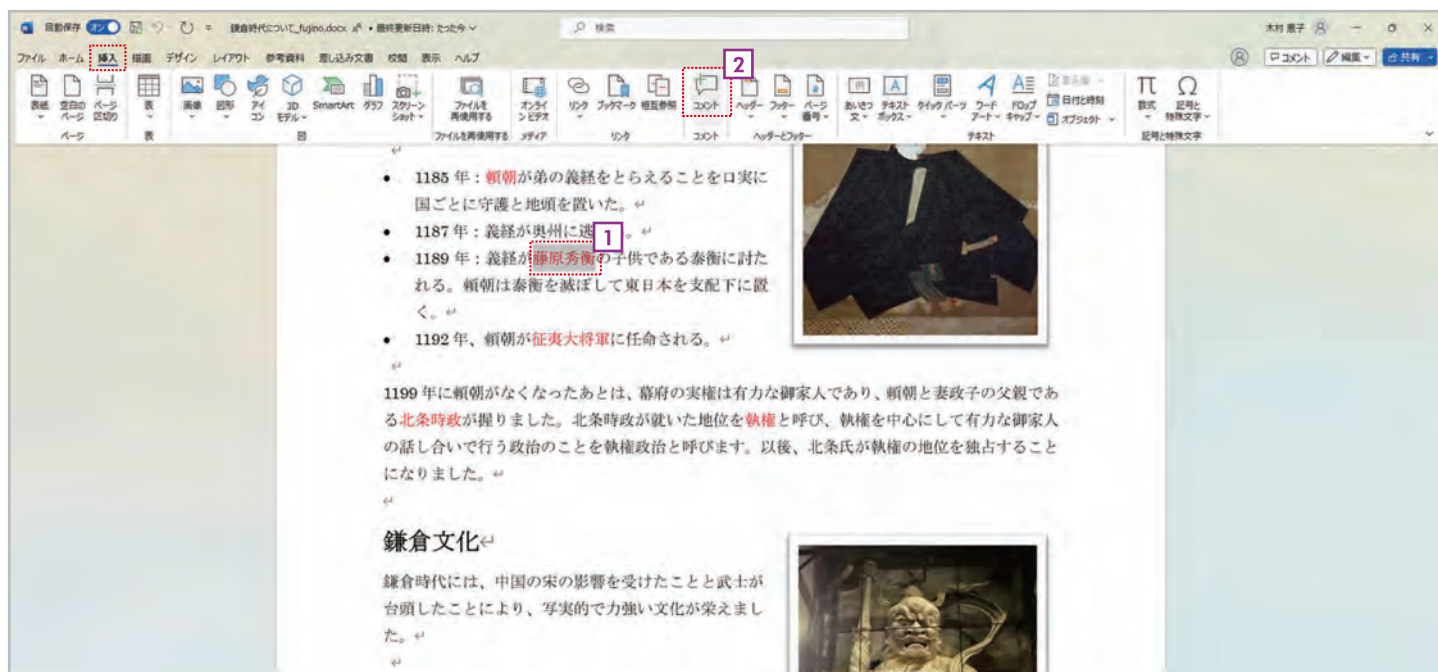 自動保存 オン 鎌倉時代について_fujino.docx • 最終更新日時: たった今 検索 木村 恵子
ファイル ホーム 挿入 描画 デザイン レイアウト 参考資料 差し込み文書 校閲 表示 ヘルプ コメント 編集 共有
2
表紙 空白のページ ページ区切り 表 画像 図形 アイコン 3Dモデル SmartArt グラフ スクリーンショット ファイルを再使用する オンラインビデオ リンク ブックマーク 相互参照 コメント ヘッダー フッター ページ番号 あいさつ文 テキストボックス クイック パーツ ワードアート ドロップキャップ 日付と時刻 オブジェクト 数式 記号と特殊文字
ページ 表 図 ファイルを再使用する メディア リンク コメント ヘッダーとフッター テキスト 記号と特殊文字
• 1185 年:頼朝が弟の義経をとらえることを口実に
国ごとに守護と地頭を置いた。
• 1187 年:義経が奥州に逃 。
1
• 1189 年:義経が藤原秀衡の子供である泰衡に討た
れる。頼朝は泰衡を滅ぼして東日本を支配下に置
く。
• 1192 年、頼朝が征夷大将軍に任命される。
1199 年に頼朝がなくなったあとは、幕府の実権は有力な御家人であり、頼朝と妻政子の父親であ
る北条時政が握りました。北条時政が就いた地位を執権と呼び、執権を中心にして有力な御家人
の話し合いで行う政治のことを執権政治と呼びます。以後、北条氏が執権の地位を独占すること
になりました。
鎌倉文化
鎌倉時代には、中国の宋の影響を受けたことと武士が
台頭したことにより、写実的で力強い文化が栄えまし
た。